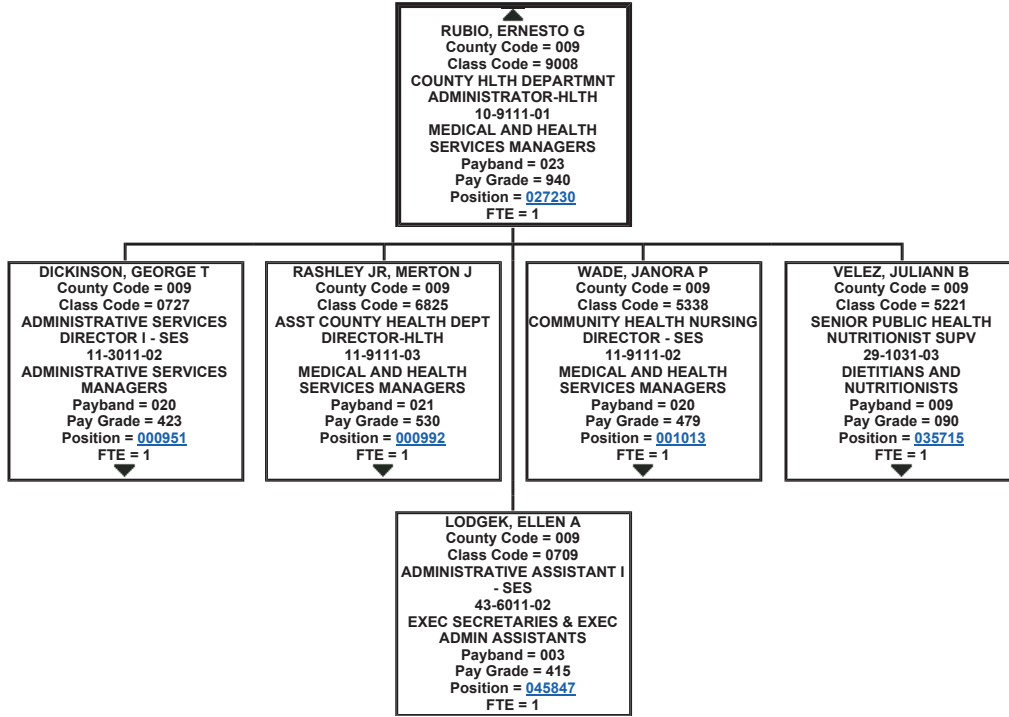 RUBIO, ERNESTO G
County Code = 009
Class Code = 9008
COUNTY HLTH DEPARTMNT
ADMINISTRATOR-HLTH
10-9111-01
MEDICAL AND HEALTH
SERVICES MANAGERS
Payband = 023
Pay Grade = 940
Position = 027230
FTE = 1
DICKINSON, GEORGE T
County Code = 009
Class Code = 0727
ADMINISTRATIVE SERVICES
DIRECTOR I - SES
11-3011-02
ADMINISTRATIVE SERVICES
MANAGERS
Payband = 020
Pay Grade = 423
Position = 000951
FTE = 1
RASHLEY JR, MERTON J
County Code = 009
Class Code = 6825
ASST COUNTY HEALTH DEPT
DIRECTOR-HLTH
11-9111-03
MEDICAL AND HEALTH
SERVICES MANAGERS
Payband = 021
Pay Grade = 530
Position = 000992
FTE = 1
WADE, JANORA P
County Code = 009
Class Code = 5338
COMMUNITY HEALTH NURSING
DIRECTOR - SES
11-9111-02
MEDICAL AND HEALTH
SERVICES MANAGERS
Payband = 020
Pay Grade = 479
Position = 001013
FTE = 1
VELEZ, JULIANN B
County Code = 009
Class Code = 5221
SENIOR PUBLIC HEALTH
NUTRITIONIST SUPV
29-1031-03
DIETITIANS AND
NUTRITIONISTS
Payband = 009
Pay Grade = 090
Position = 035715
FTE = 1
LODGEK, ELLEN A
County Code = 009
Class Code = 0709
ADMINISTRATIVE ASSISTANT I
- SES
43-6011-02
EXEC SECRETARIES & EXEC
ADMIN ASSISTANTS
Payband = 003
Pay Grade = 415
Position = 045847
FTE = 1